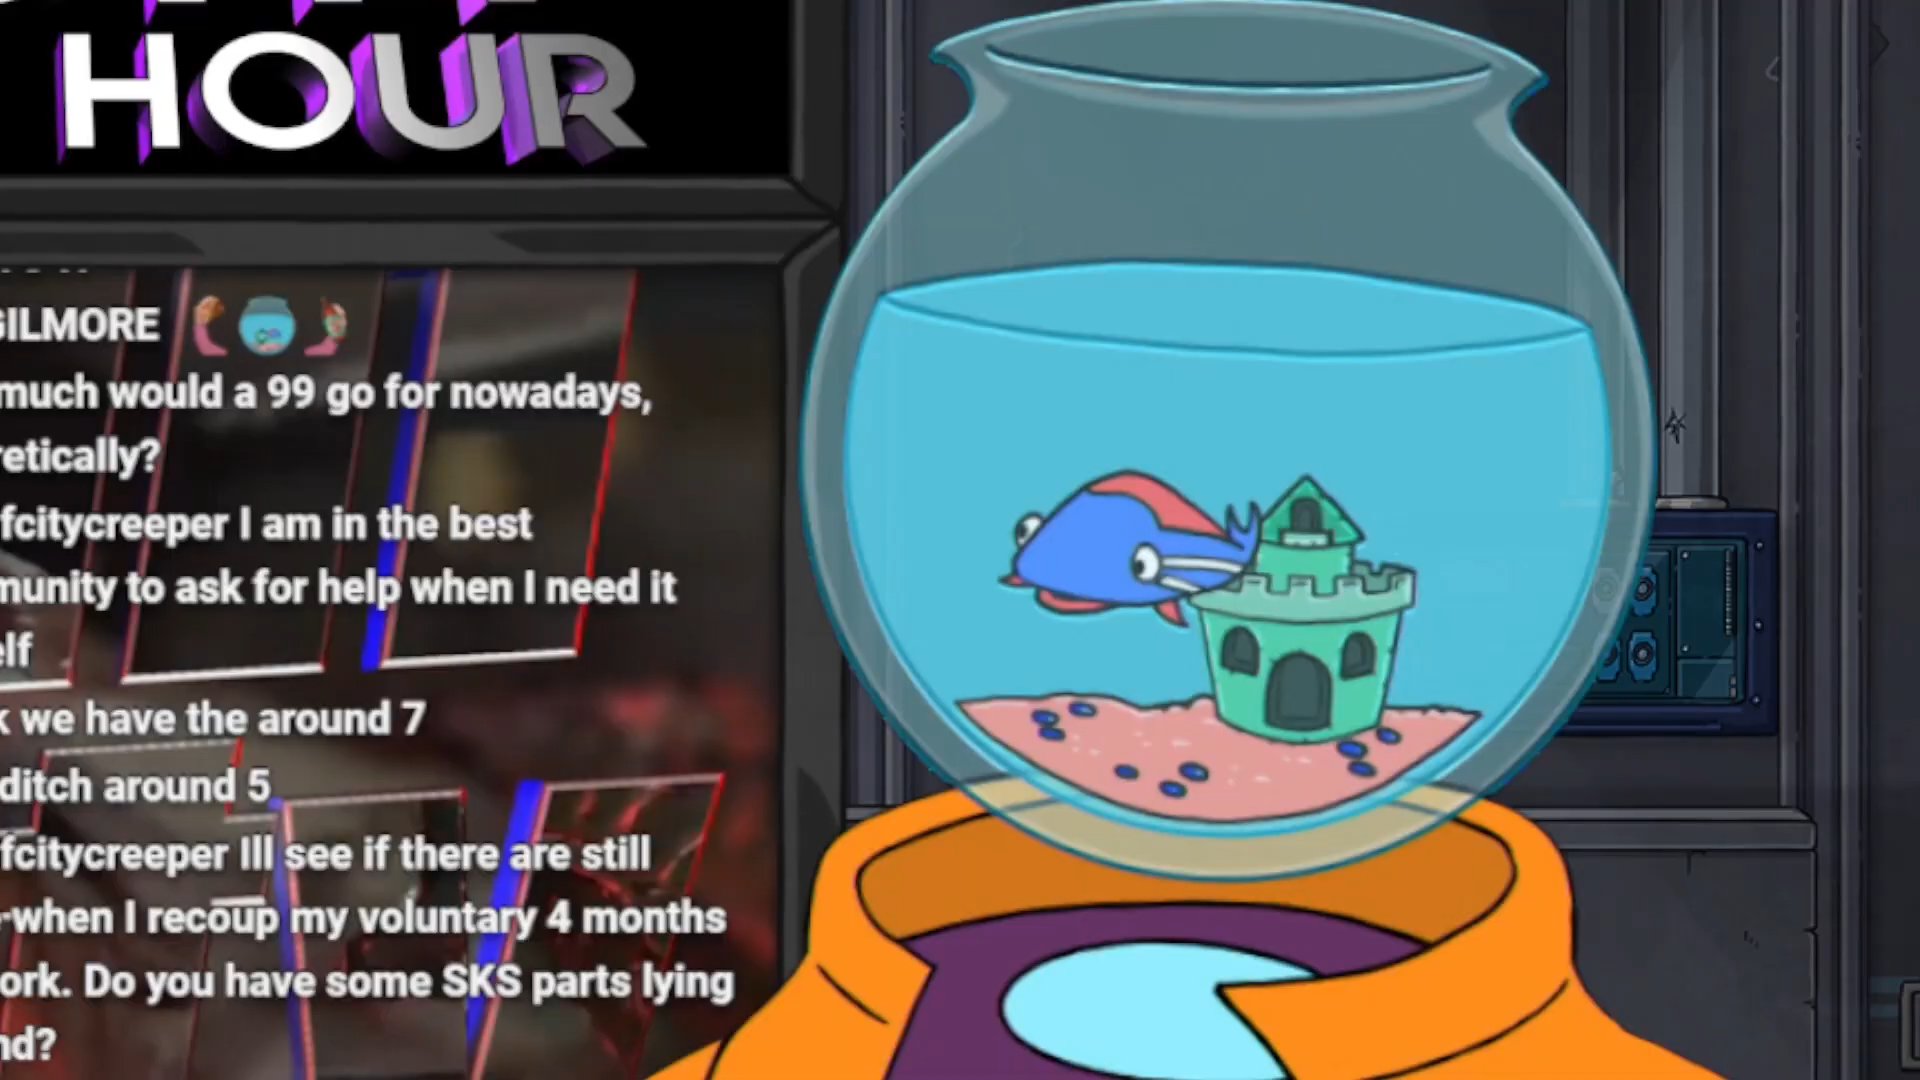 HOUR
GILMORE
much would a 99 go for nowadays,
retically?
fcitycreeper I am in the best
munity to ask for help when I need it
elf
k we have the around 7
ditch around 5
fcitycreeper Ill see if there are still
when I recoup my voluntary 4 months
ork. Do you have some SKS parts lying
nd?